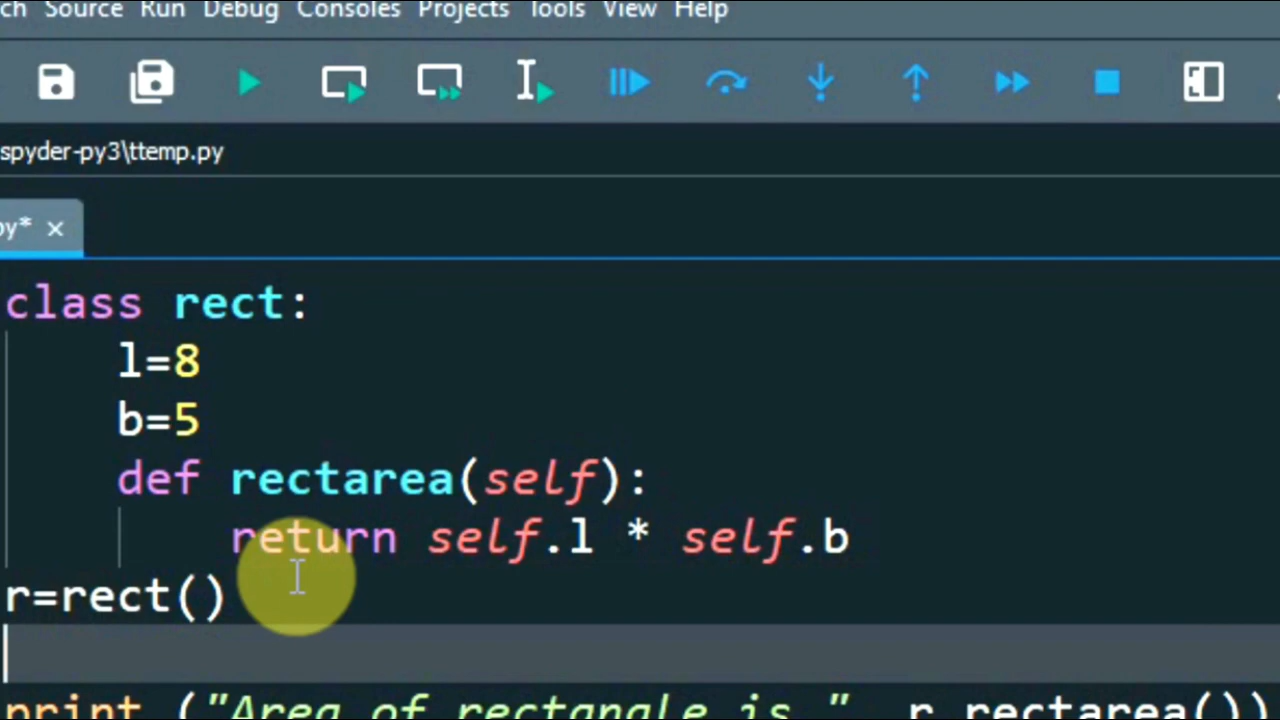 ch Source Run Debug Consoles Projects Tools View Help
spyder-py3\ttemp.py
py*
class rect:
l=8
b=5
def rectarea(self):
return self.l * self.b
r=rect()
print ("Area of rectangle is ", r.rectarea())